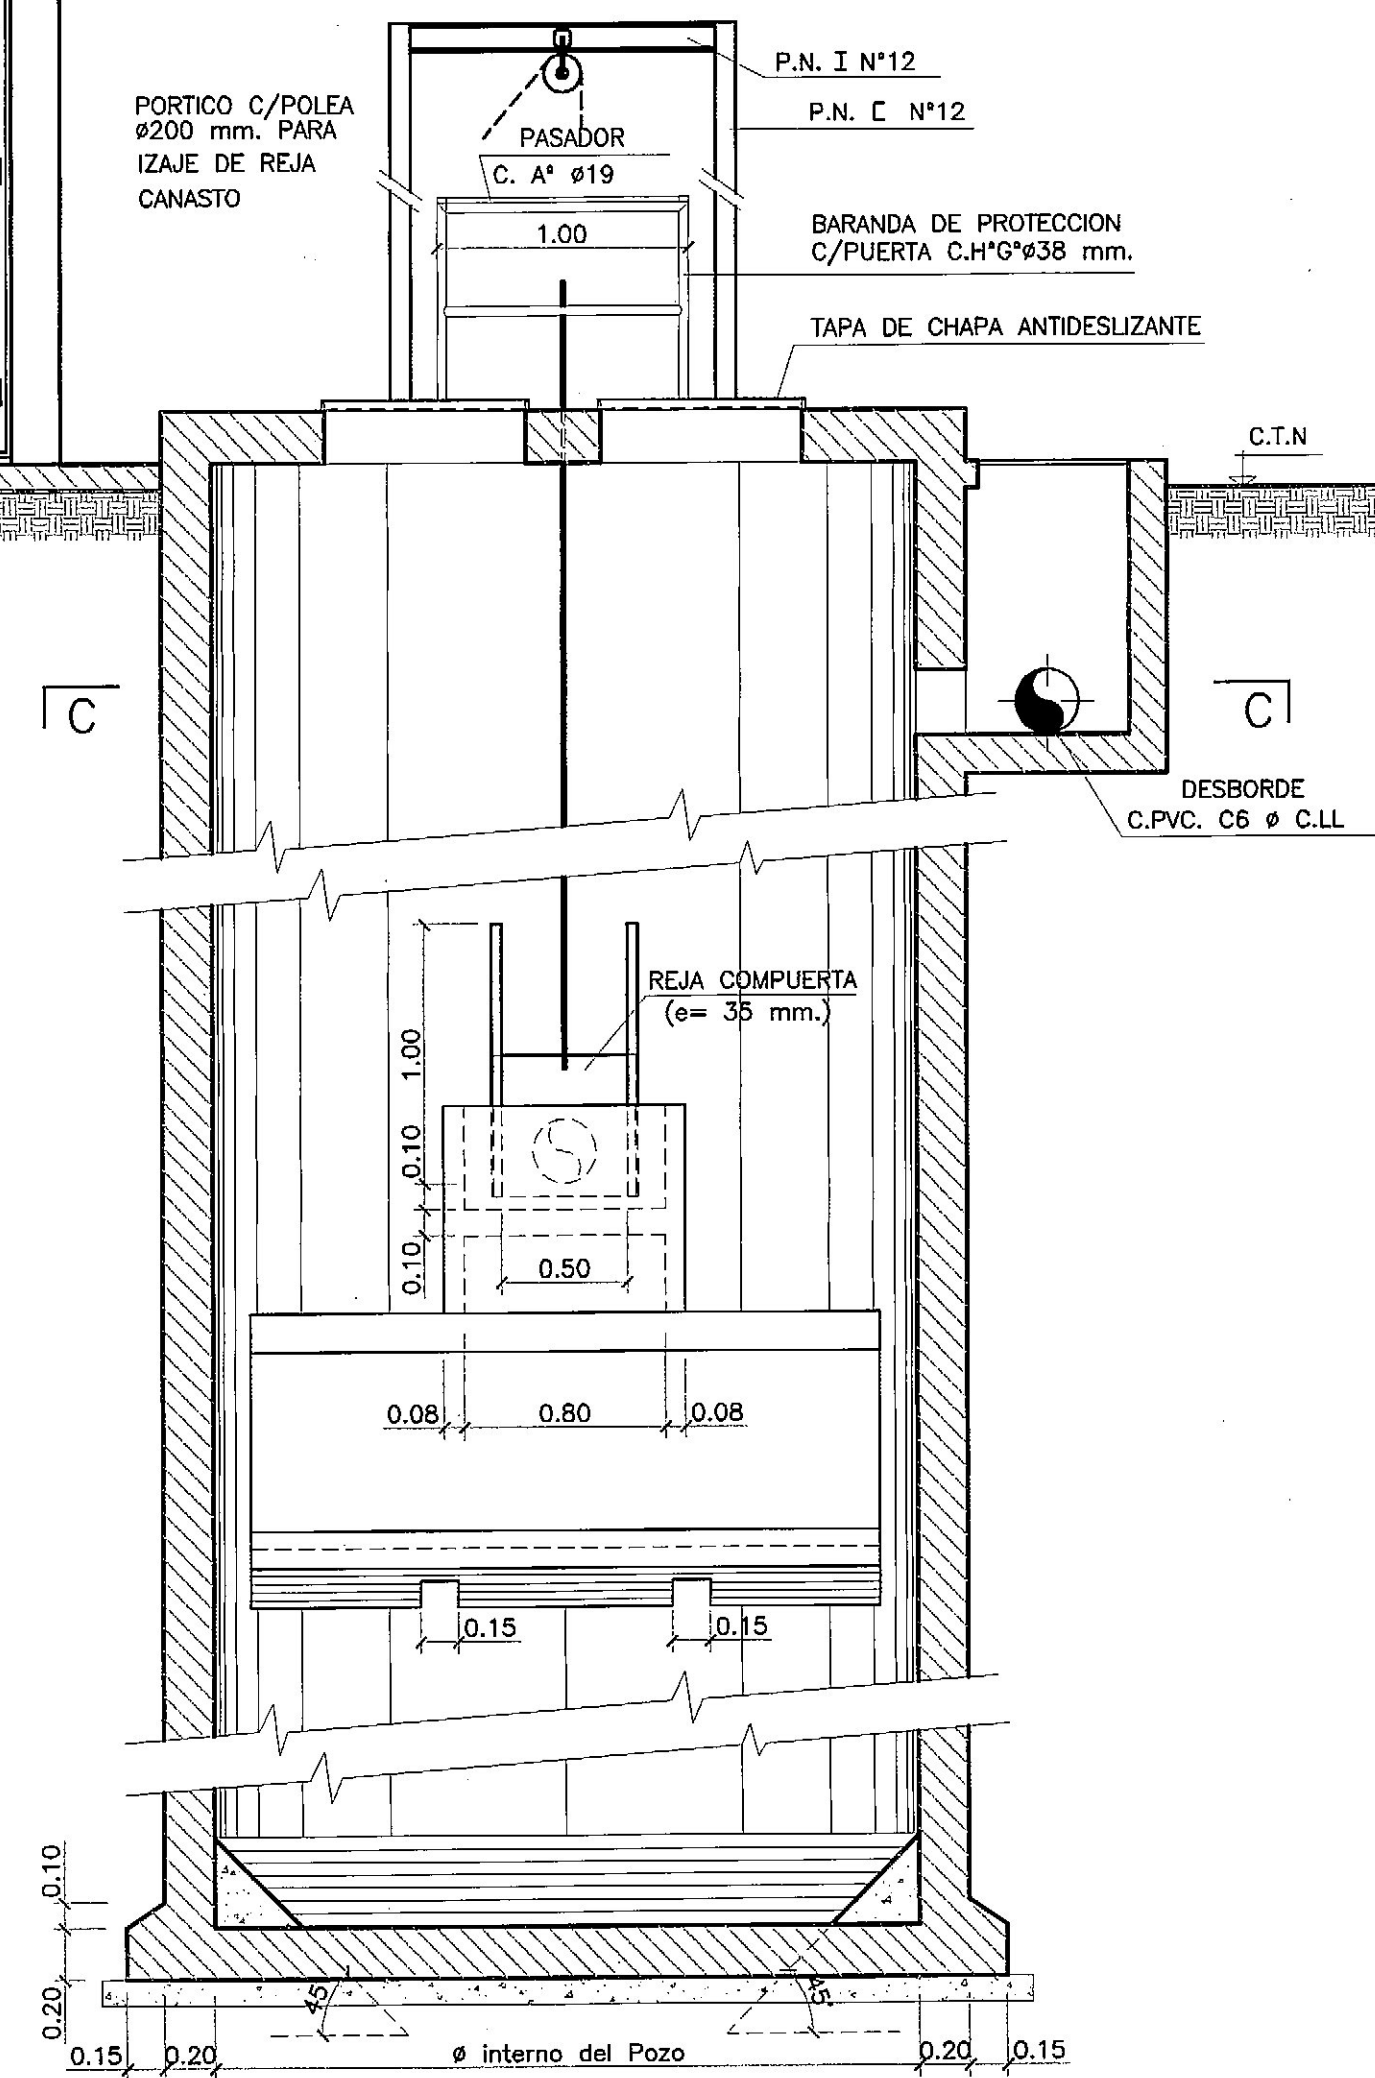 P.N. I N°12
PORTICO C/POLEA
ø200 mm. PARA
IZAJE DE REJA
CANASTO
P.N. [ N°12
PASADOR
C. Aº ø19
1.00
BARANDA DE PROTECCION
C/PUERTA C.HºGºø38 mm.
TAPA DE CHAPA ANTIDESLIZANTE
C.T.N
C
C
DESBORDE
C.PVC. C6 ø C.LL
REJA COMPUERTA
(e= 35 mm.)
1.00
0.10
0.10
0.50
0.08
0.80
0.08
0.15
0.15
0.10
0.20
45°
45°
0.15
0.20
ø interno del Pozo
0.20
0.15